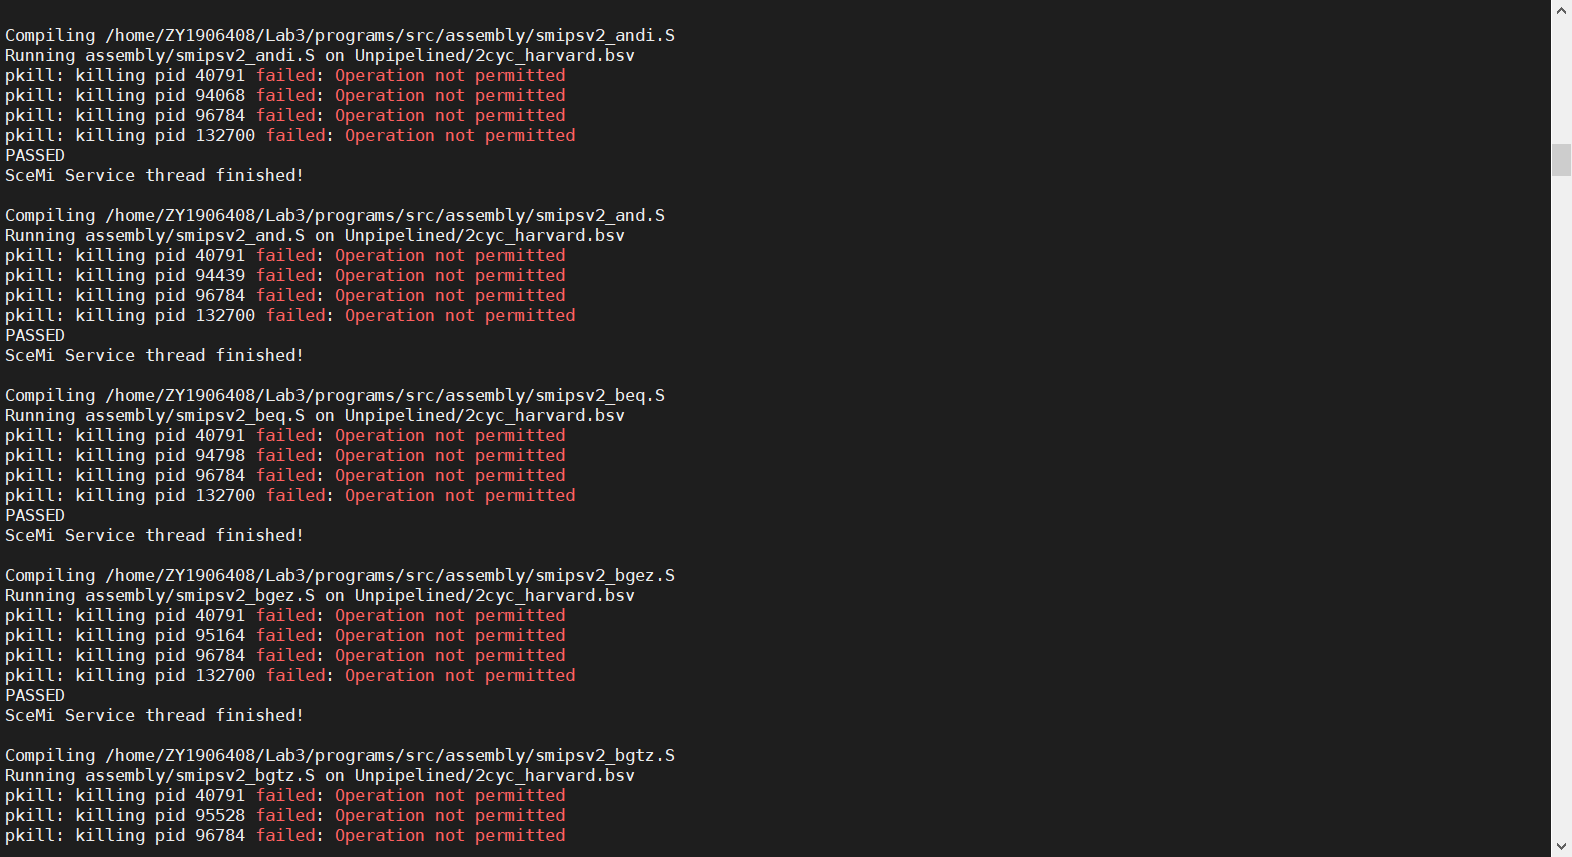 Compiling /home/ZY1906408/Lab3/programs/src/assembly/smipsv2_andi.S
Running assembly/smipsv2_andi.S on Unpipelined/2cyc_harvard.bsv
pkill: killing pid 40791 failed: Operation not permitted
pkill: killing pid 94068 failed: Operation not permitted
pkill: killing pid 96784 failed: Operation not permitted
pkill: killing pid 132700 failed: Operation not permitted
PASSED
SceMi Service thread finished!
Compiling /home/ZY1906408/Lab3/programs/src/assembly/smipsv2_and.S
Running assembly/smipsv2_and.S on Unpipelined/2cyc_harvard.bsv
pkill: killing pid 40791 failed: Operation not permitted
pkill: killing pid 94439 failed: Operation not permitted
pkill: killing pid 96784 failed: Operation not permitted
pkill: killing pid 132700 failed: Operation not permitted
PASSED
SceMi Service thread finished!
Compiling /home/ZY1906408/Lab3/programs/src/assembly/smipsv2_beq.S
Running assembly/smipsv2_beq.S on Unpipelined/2cyc_harvard.bsv
pkill: killing pid 40791 failed: Operation not permitted
pkill: killing pid 94798 failed: Operation not permitted
pkill: killing pid 96784 failed: Operation not permitted
pkill: killing pid 132700 failed: Operation not permitted
PASSED
SceMi Service thread finished!
Compiling /home/ZY1906408/Lab3/programs/src/assembly/smipsv2_bgez.S
Running assembly/smipsv2_bgez.S on Unpipelined/2cyc_harvard.bsv
pkill: killing pid 40791 failed: Operation not permitted
pkill: killing pid 95164 failed: Operation not permitted
pkill: killing pid 96784 failed: Operation not permitted
pkill: killing pid 132700 failed: Operation not permitted
PASSED
SceMi Service thread finished!
Compiling /home/ZY1906408/Lab3/programs/src/assembly/smipsv2_bgtz.S
Running assembly/smipsv2_bgtz.S on Unpipelined/2cyc_harvard.bsv
pkill: killing pid 40791 failed: Operation not permitted
pkill: killing pid 95528 failed: Operation not permitted
pkill: killing pid 96784 failed: Operation not permitted